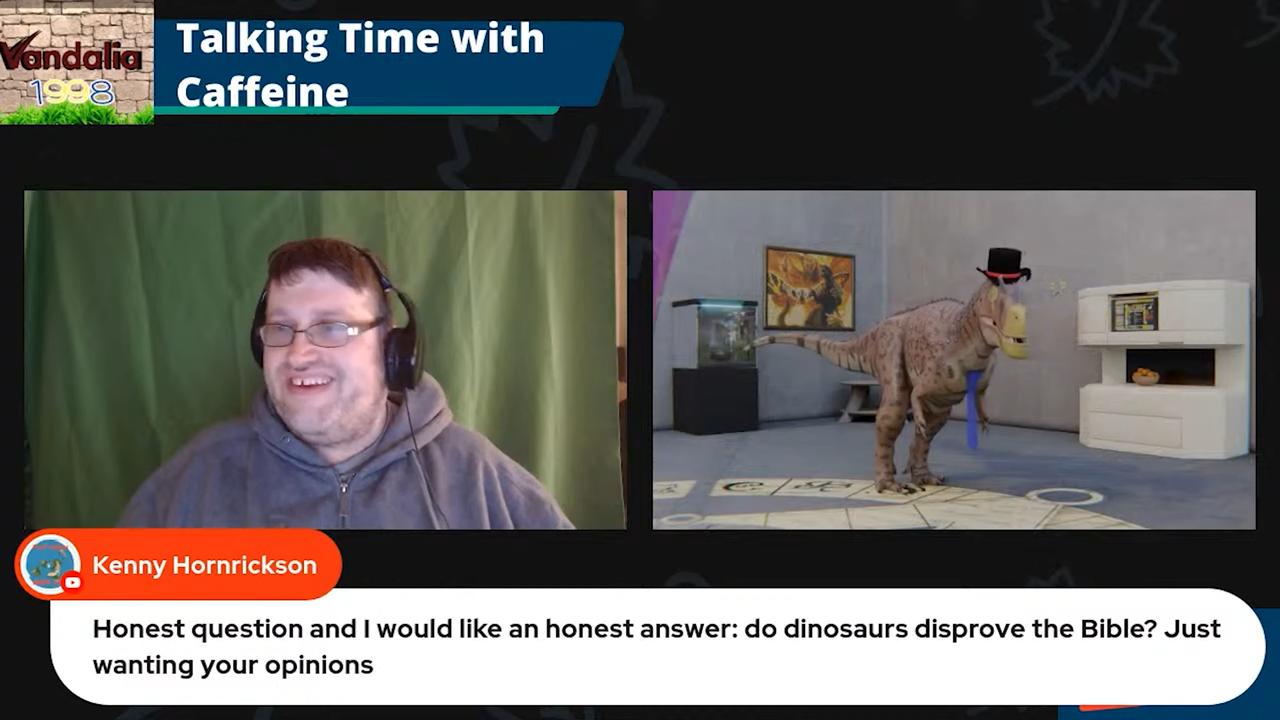 Vandalia
1998
Talking Time with
Caffeine
Kenny Hornrickson
Honest question and I would like an honest answer: do dinosaurs disprove the Bible? Just
wanting your opinions